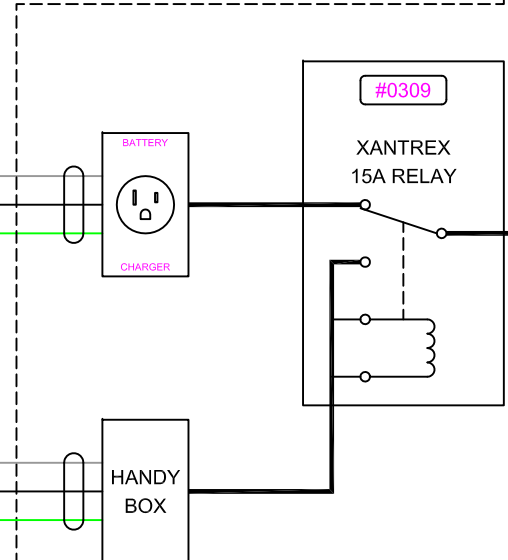 #0309
XANTREX
15A RELAY
BATTERY
CHARGER
HANDY
BOX